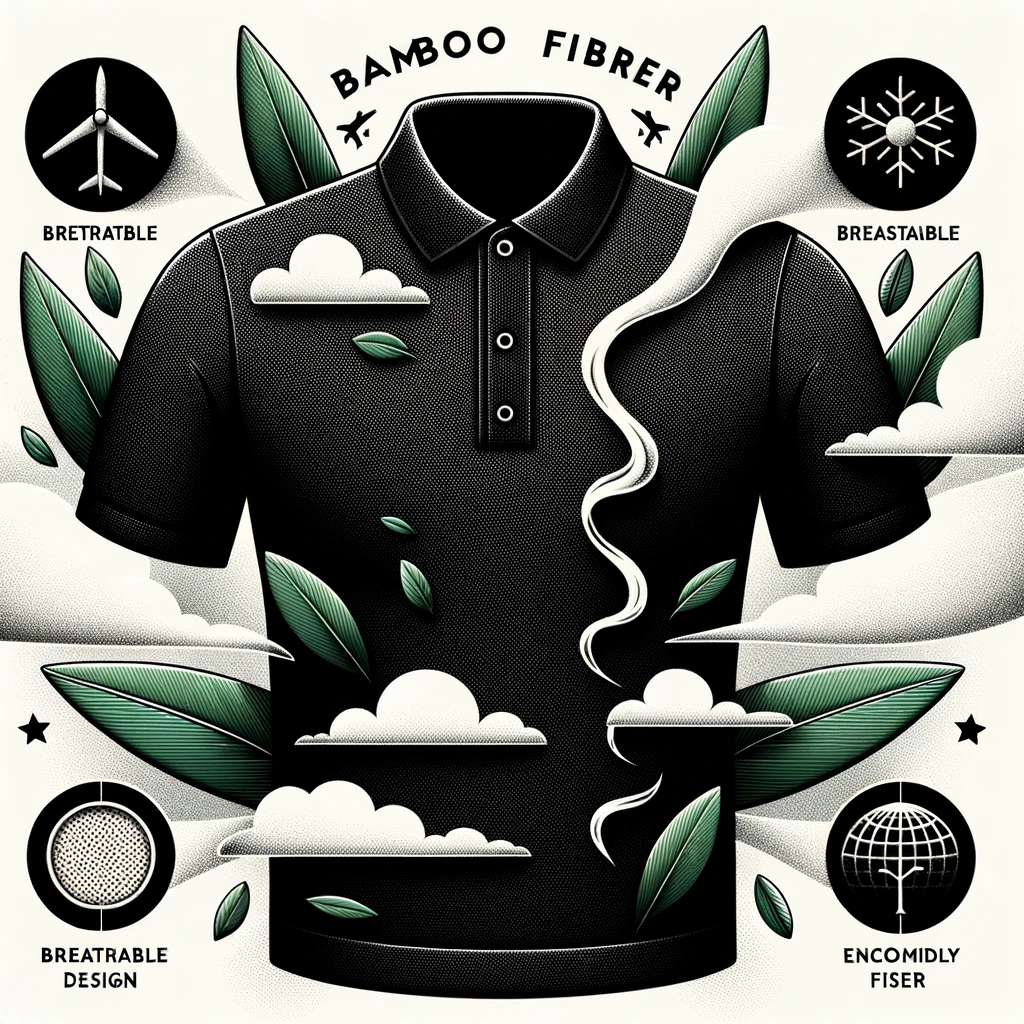 BAMBOO FIBRER
BRETRATBLE
BREASTAIBLE
BREATRABLE
DESIGN
ENCOMIDLY
FISER